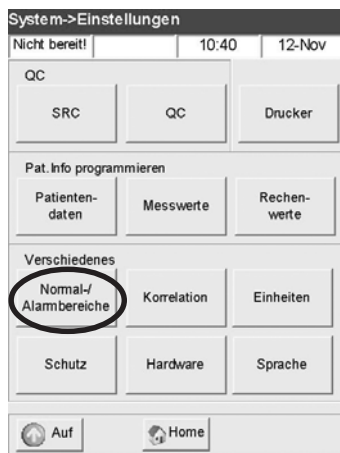 System->Einstellungen
Nicht bereit! 10:40 12-Nov
QC
SRC QC Drucker
Pat.Info programmieren
Patienten-
daten
Messwerte
Rechen-
werte
Verschiedenes
Normal-/
Alarmbereiche
Korrelation
Einheiten
Schutz Hardware Sprache
Auf Home